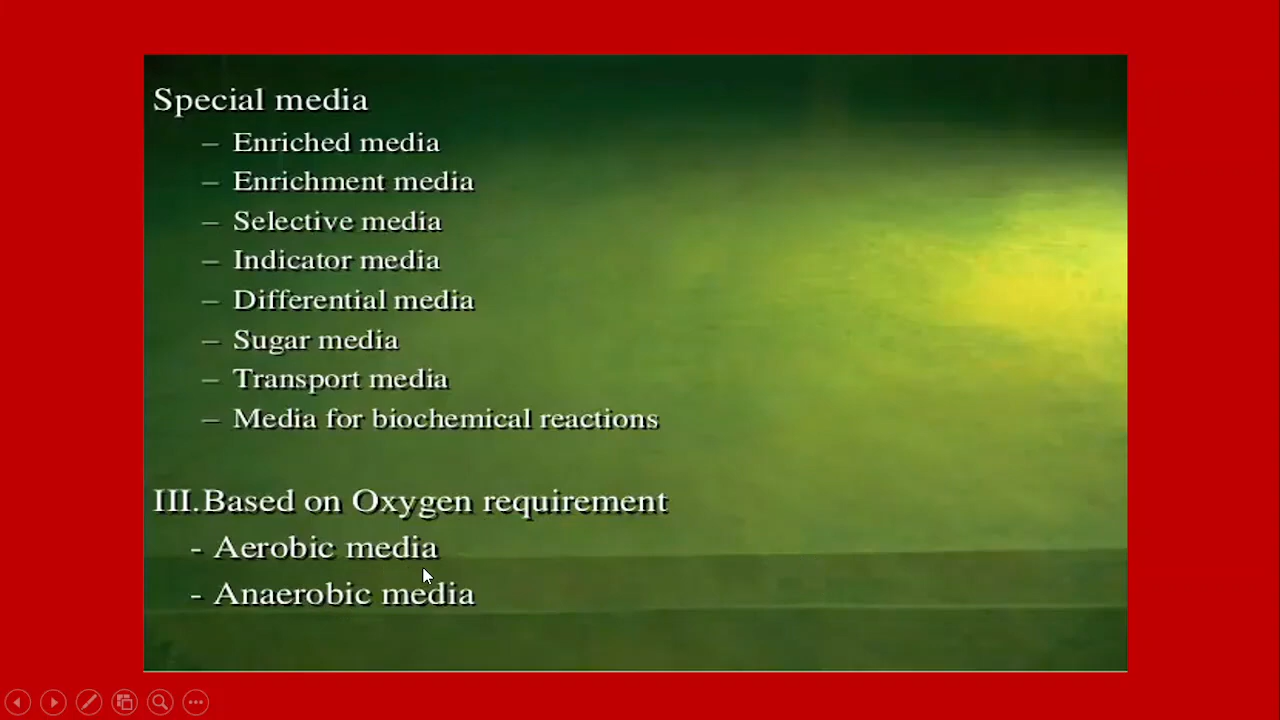 Special media
– Enriched media
– Enrichment media
– Selective media
– Indicator media
– Differential media
– Sugar media
– Transport media
– Media for biochemical reactions
III. Based on Oxygen requirement
- Aerobic media
- Anaerobic media